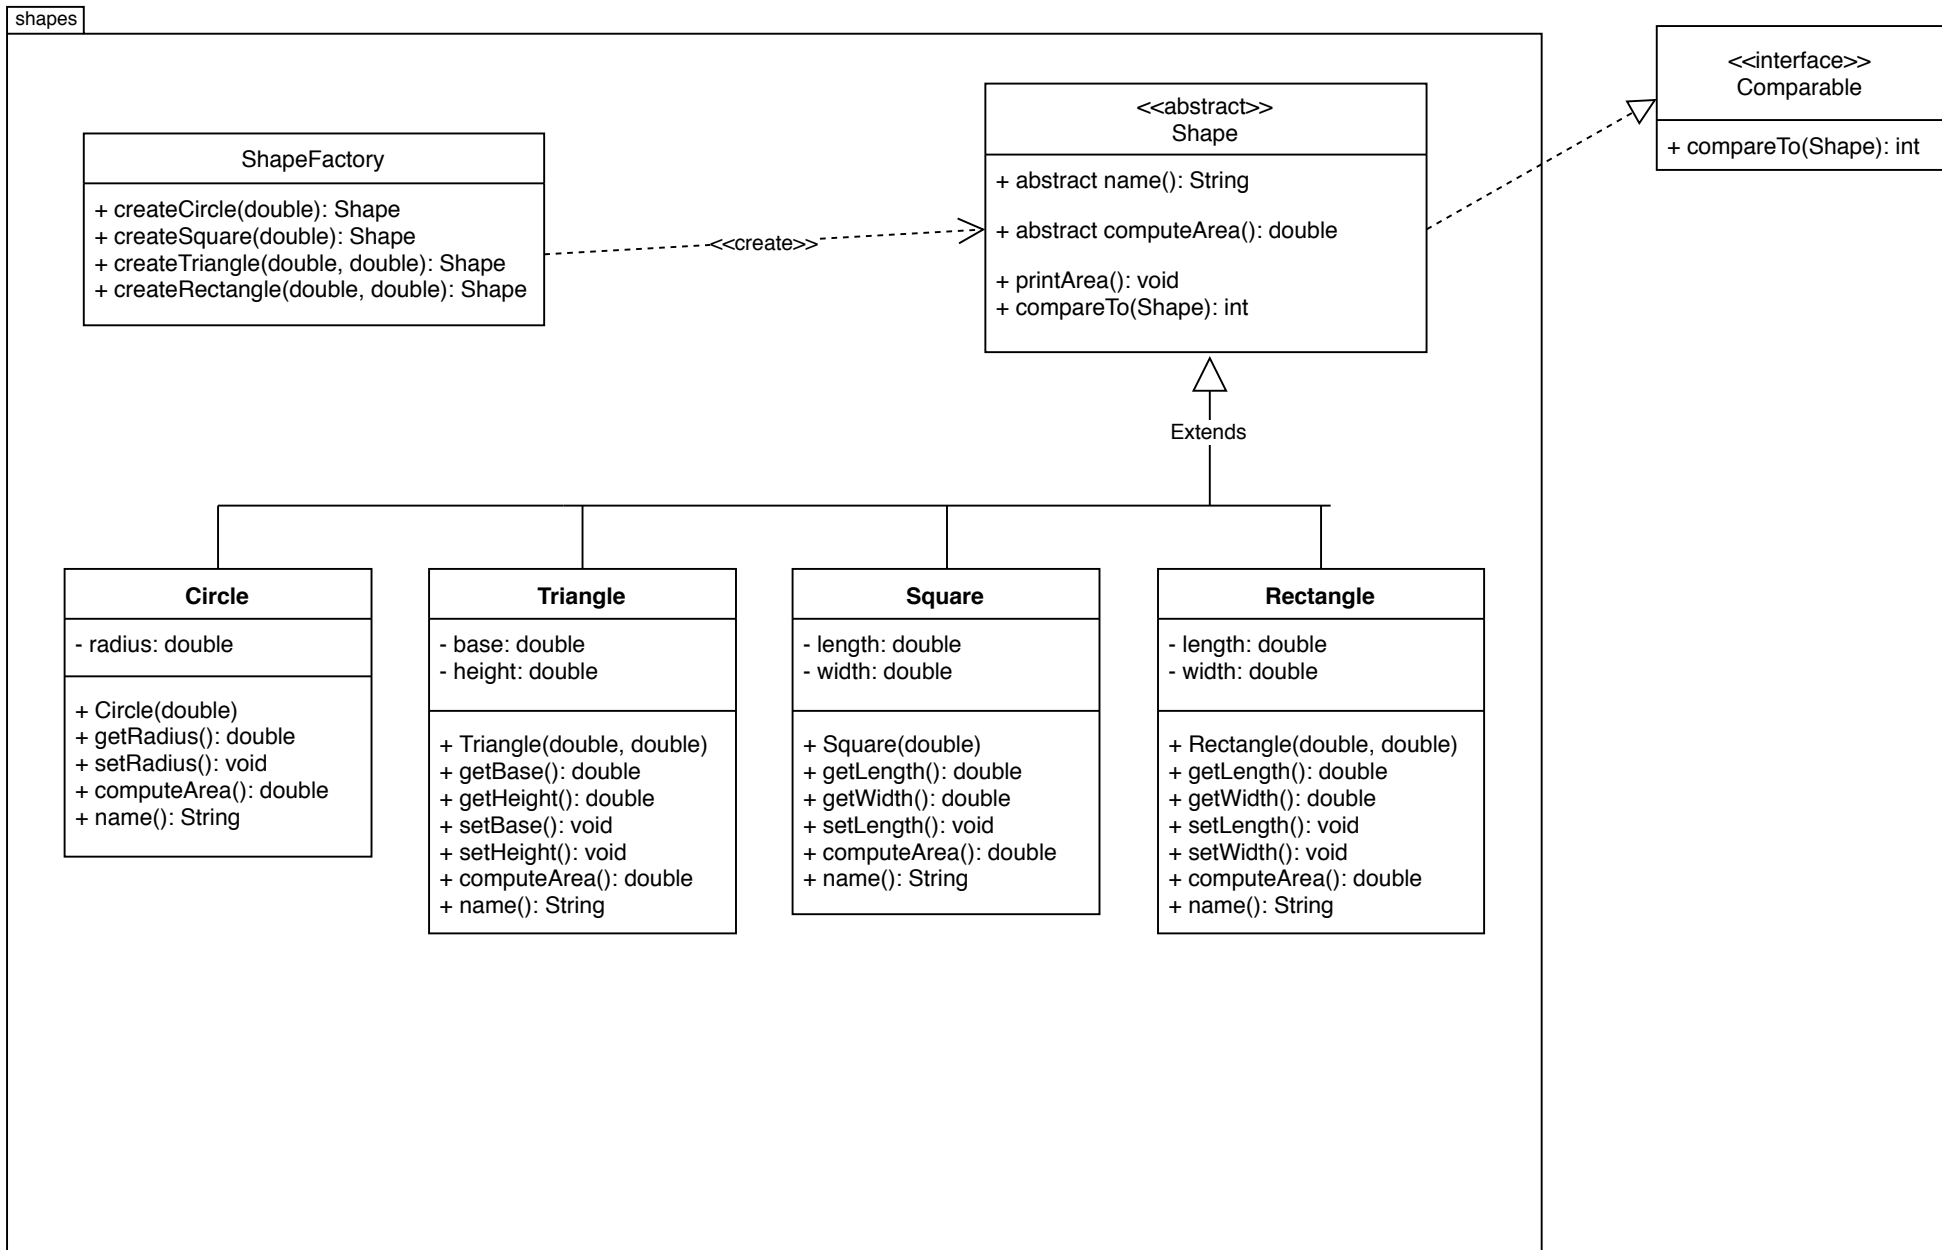 shapes
<<interface>>
Comparable
+ compareTo(Shape): int
<<abstract>>
Shape
+ abstract name(): String
+ abstract computeArea(): double
+ printArea(): void
+ compareTo(Shape): int
ShapeFactory
+ createCircle(double): Shape
+ createSquare(double): Shape
+ createTriangle(double, double): Shape
+ createRectangle(double, double): Shape
<<create>>
Extends
Circle
- radius: double
+ Circle(double)
+ getRadius(): double
+ setRadius(): void
+ computeArea(): double
+ name(): String
Triangle
- base: double
- height: double
+ Triangle(double, double)
+ getBase(): double
+ getHeight(): double
+ setBase(): void
+ setHeight(): void
+ computeArea(): double
+ name(): String
Square
- length: double
- width: double
+ Square(double)
+ getLength(): double
+ getWidth(): double
+ setLength(): void
+ computeArea(): double
+ name(): String
Rectangle
- length: double
- width: double
+ Rectangle(double, double)
+ getLength(): double
+ getWidth(): double
+ setLength(): void
+ setWidth(): void
+ computeArea(): double
+ name(): String